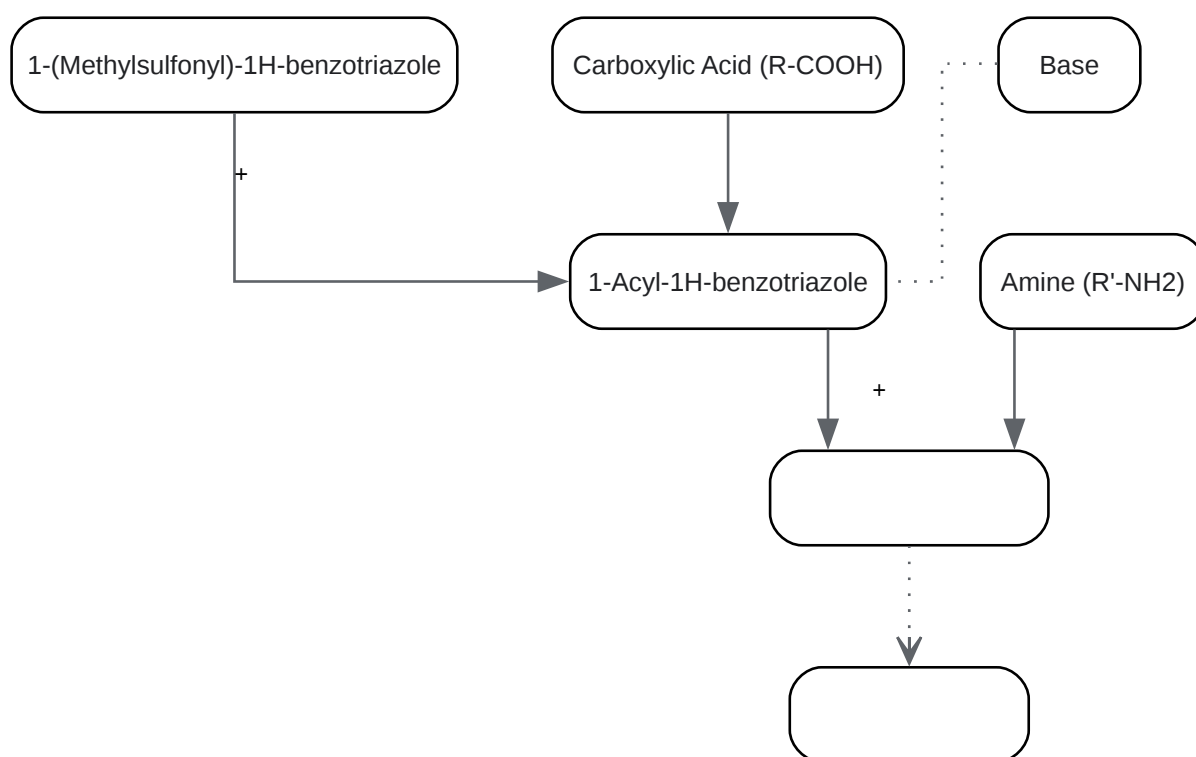 1-(Methylsulfonyl)-1H-benzotriazole
Carboxylic Acid (R-COOH)
Base
+
1-Acyl-1H-benzotriazole
Amine (R'-NH2)
+